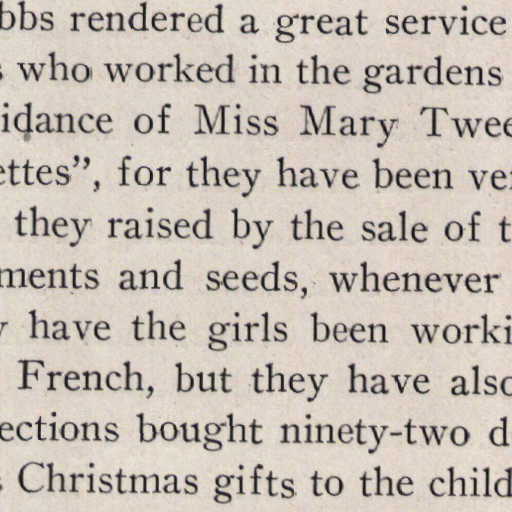 bbs rendered a great service
s who worked in the gardens
idance of Miss Mary Twee
ettes”, for they have been ve
they raised by the sale of t
ments and seeds, whenever
y have the girls been worki
French, but they have also
ections bought ninety-two d
s Christmas gifts to the child